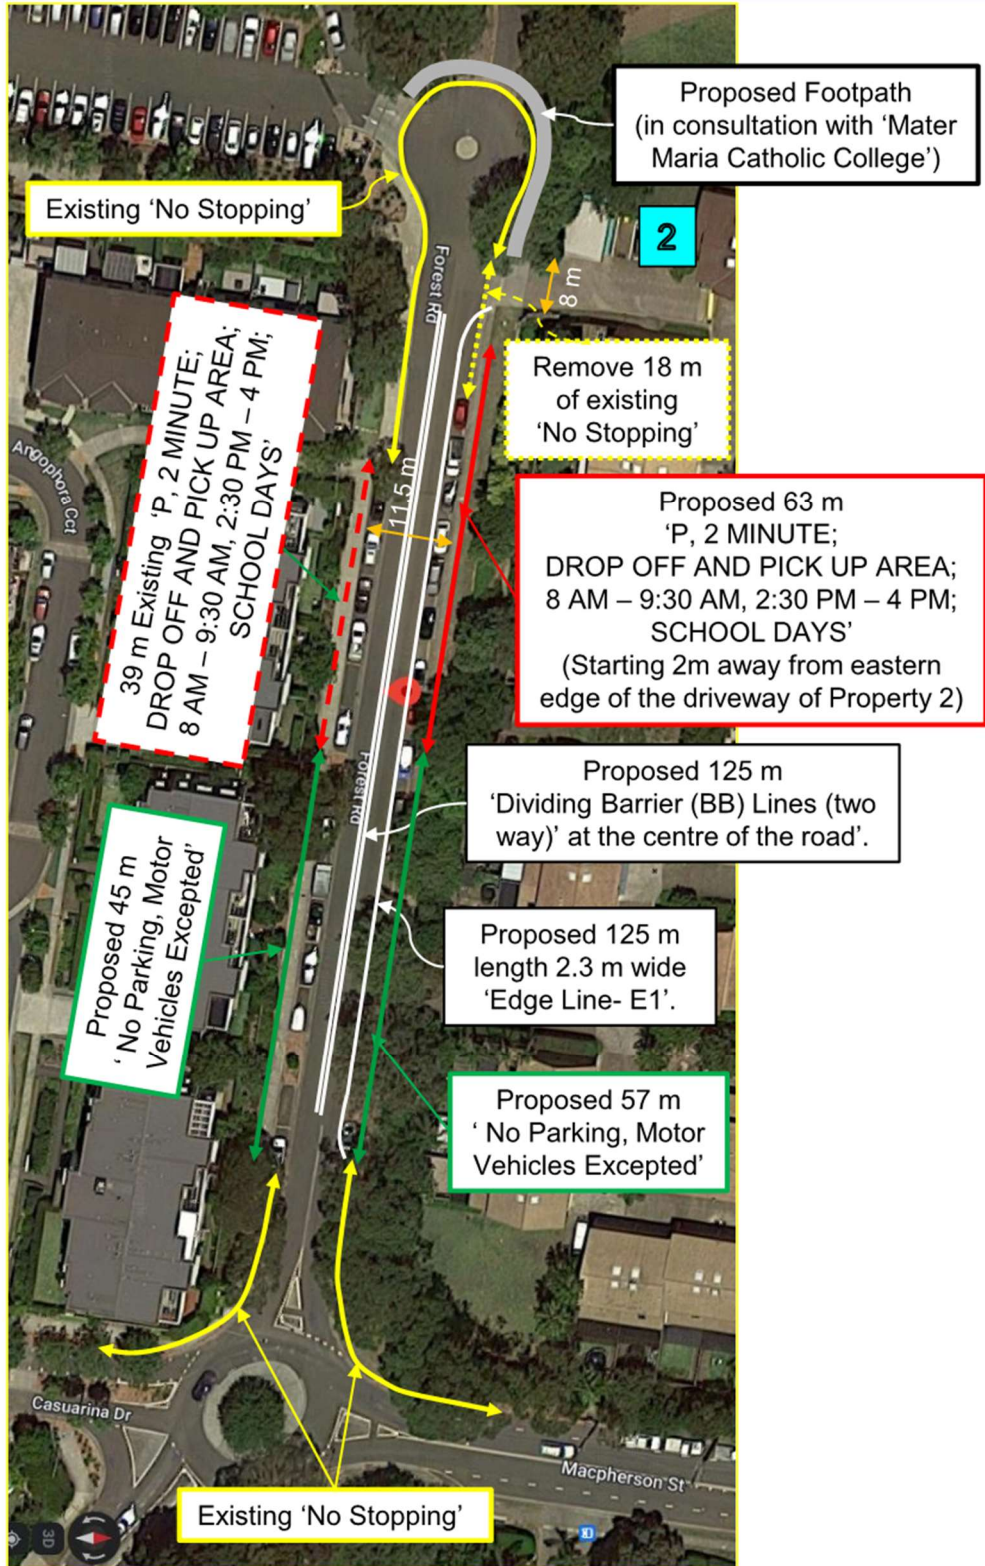 Proposed Footpath
(in consultation with ‘Mater
Maria Catholic College’)
Existing ‘No Stopping’
2
8 m
Forest Rd
Remove 18 m
of existing
‘No Stopping’
39 m Existing ‘P, 2 MINUTE;
DROP OFF AND PICK UP AREA;
8 AM – 9:30 AM, 2:30 PM – 4 PM;
SCHOOL DAYS’
Angophora Cct
11.5 m
Proposed 63 m
‘P, 2 MINUTE;
DROP OFF AND PICK UP AREA;
8 AM – 9:30 AM, 2:30 PM – 4 PM;
SCHOOL DAYS’
(Starting 2m away from eastern
edge of the driveway of Property 2)
Forest Rd
Proposed 125 m
‘Dividing Barrier (BB) Lines (two
way)’ at the centre of the road’.
Proposed 45 m
‘ No Parking, Motor
Vehicles Excepted’
Proposed 125 m
length 2.3 m wide
‘Edge Line- E1’.
Proposed 57 m
‘ No Parking, Motor
Vehicles Excepted’
Casuarina Dr
Macpherson St
Existing ‘No Stopping’
3D